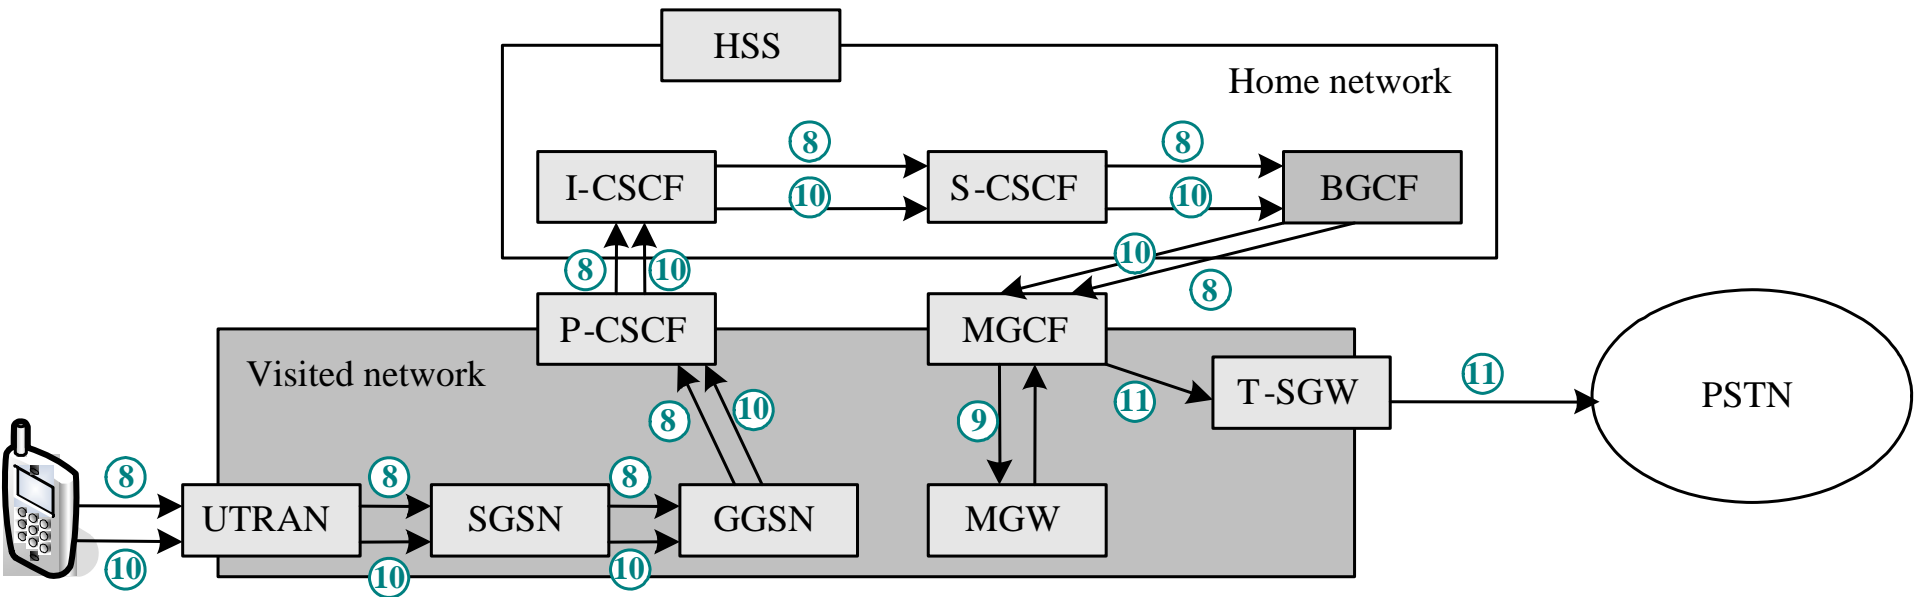 HSS
Home network
8
8
I-CSCF
S-CSCF
BGCF
10
10
8
10
10
8
P-CSCF
MGCF
Visited network
T-SGW
11
PSTN
8
10
9
11
8
8
8
UTRAN
SGSN
GGSN
MGW
10
10
10